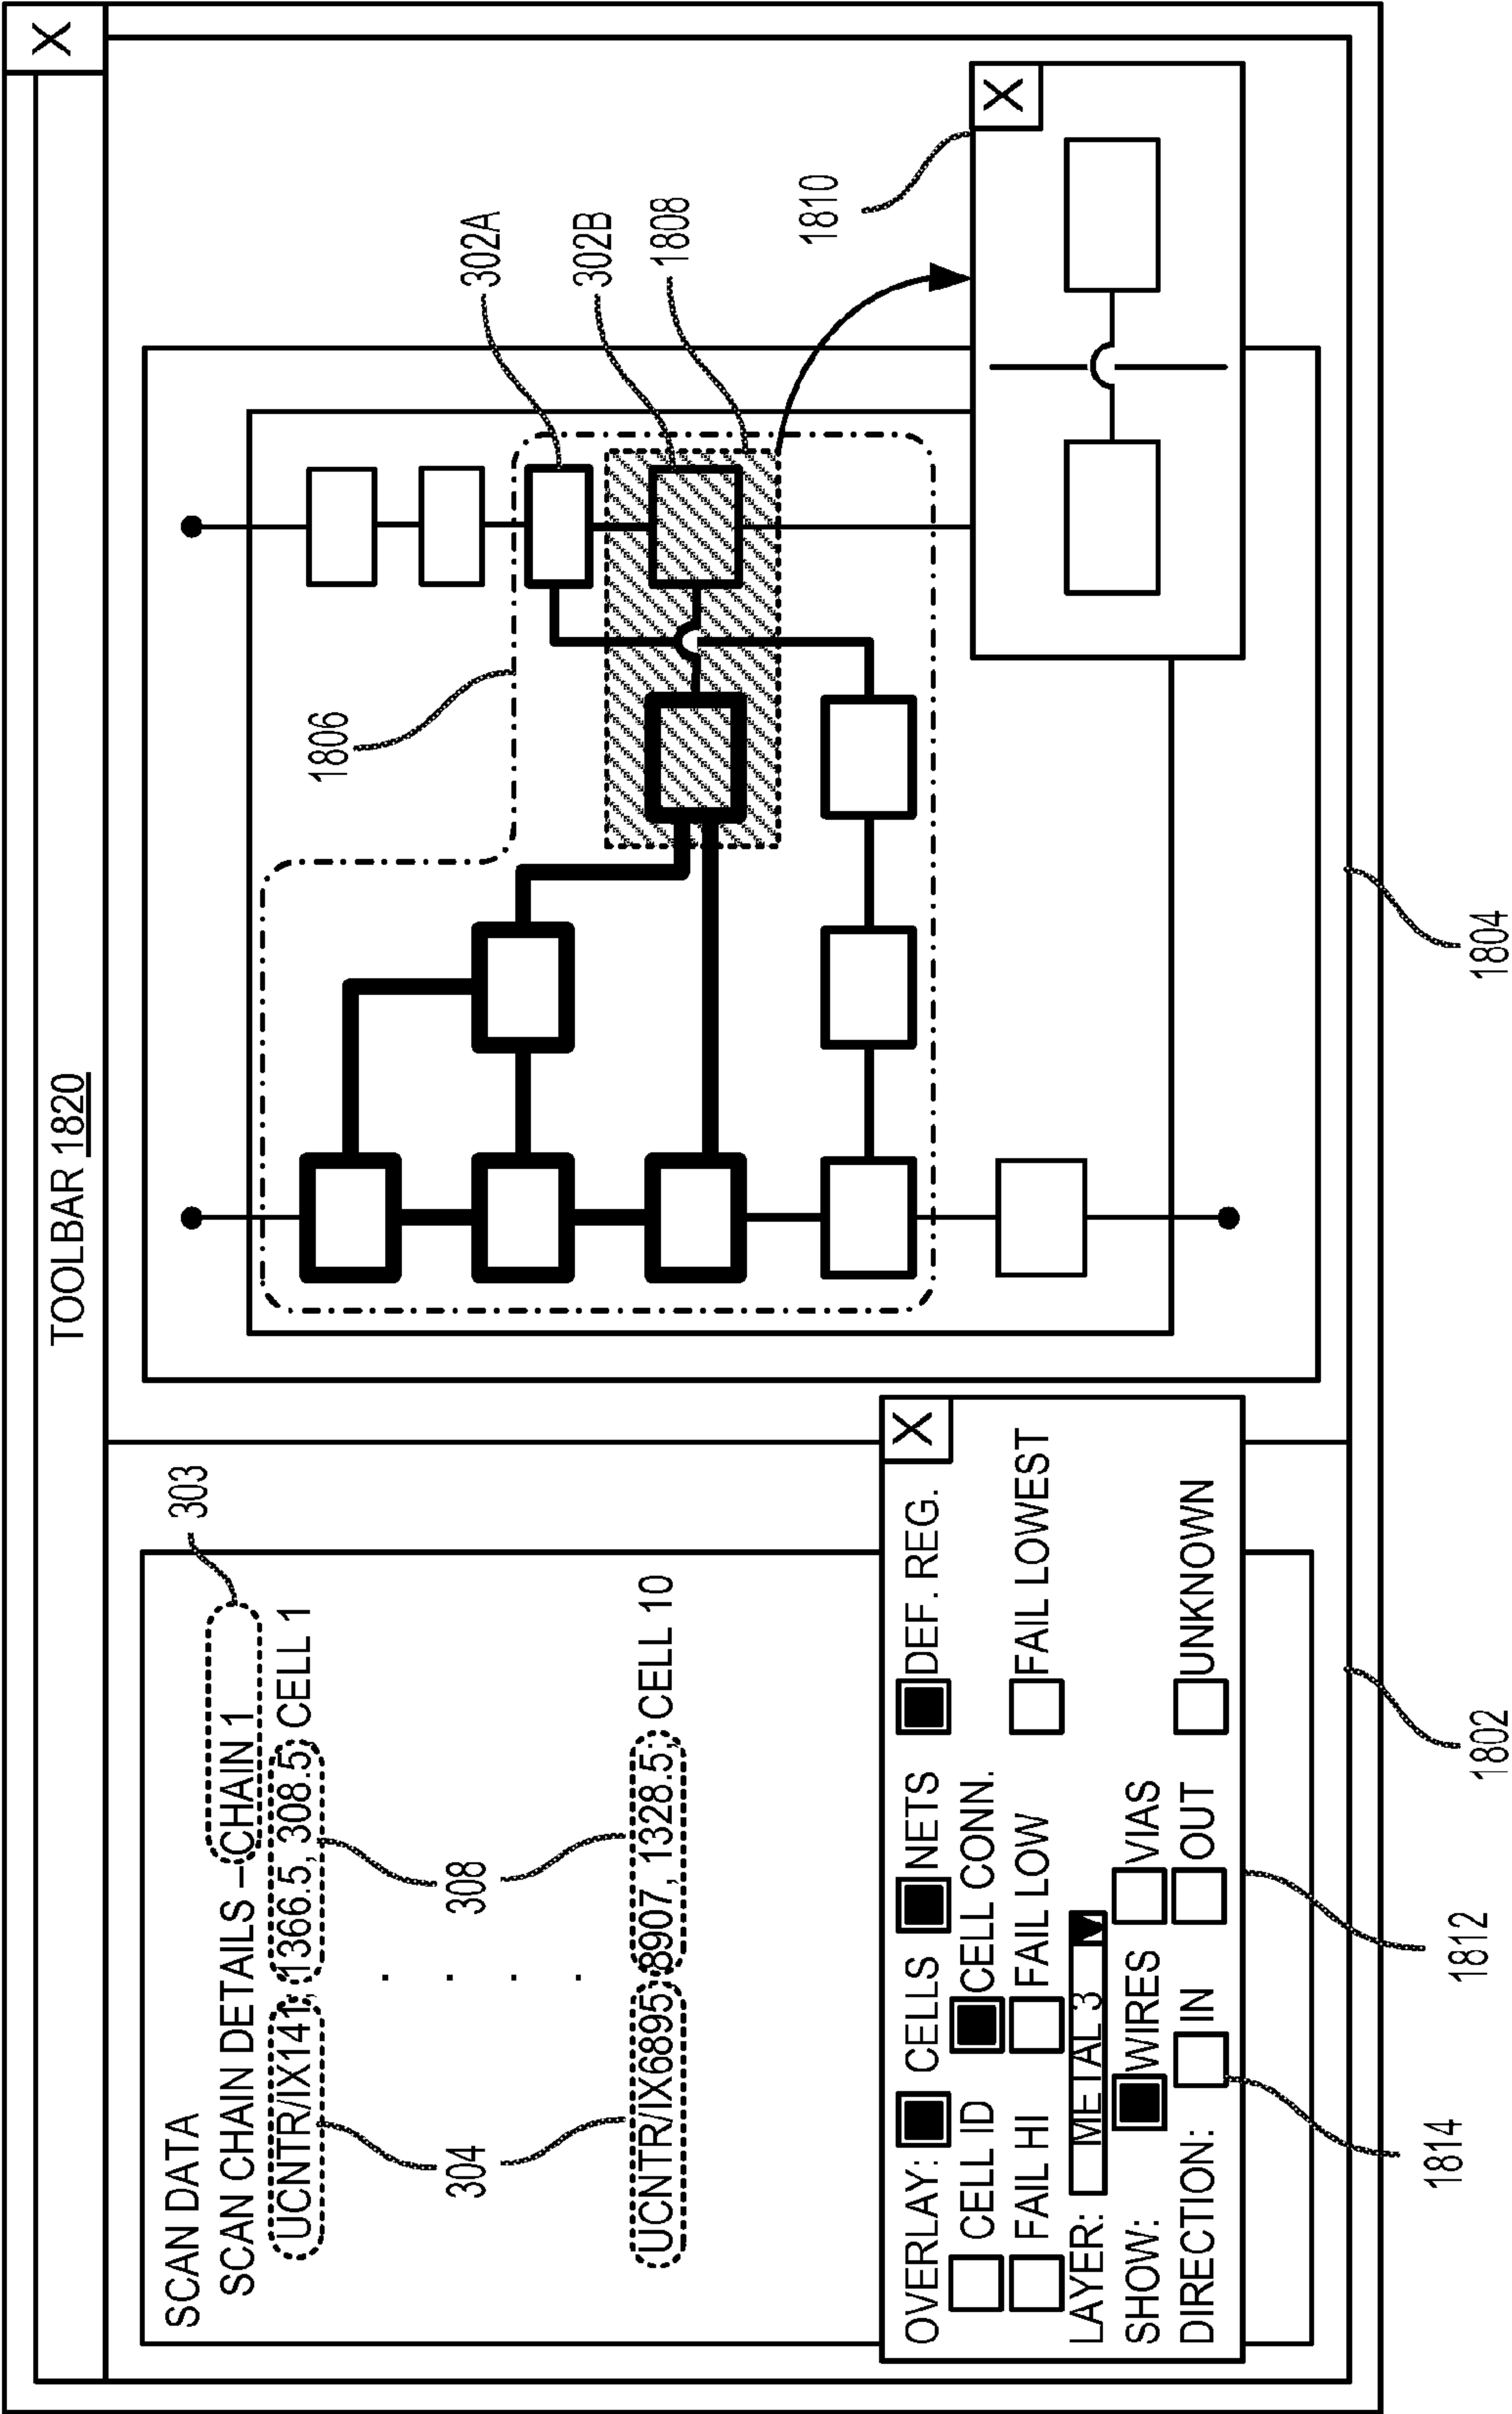 TOOLBAR 1820
X
SCAN DATA
SCAN CHAIN DETAILS – CHAIN 1
UCNTR/IX141; 1366.5, 308.5; CELL 1
303
304
308
. . . .
UCNTR/IX6895; 8907, 1328.5; CELL 10
X
OVERLAY: CELLS NETS DEF. REG.
CELL ID CELL CONN.
FAIL HI FAIL LOW FAIL LOWEST
LAYER: METAL 3
SHOW: WIRES VIAS
DIRECTION: IN OUT UNKNOWN
1814
1812
1802
1806
302A
302B
1808
1810
X
1804